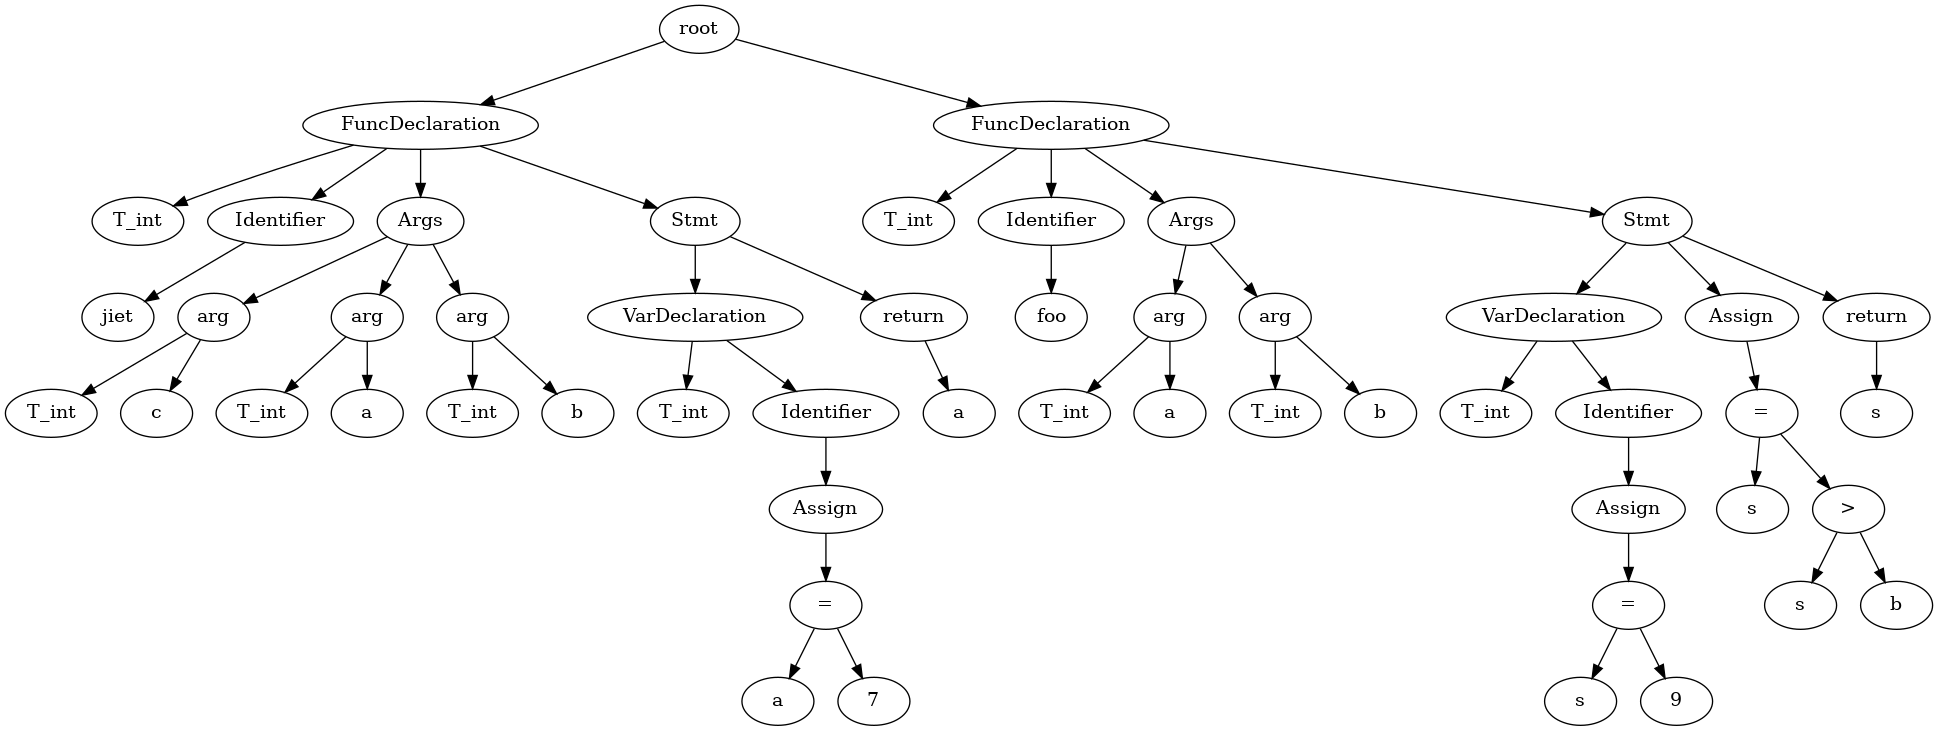 root
FuncDeclaration FuncDeclaration
T_int Identifier Args Stmt T_int Identifier Args Stmt
jiet arg arg arg VarDeclaration return foo arg arg VarDeclaration Assign return
T_int c T_int a T_int b T_int Identifier a T_int a T_int b T_int Identifier = s
Assign Assign s >
= = s b
a 7 s 9